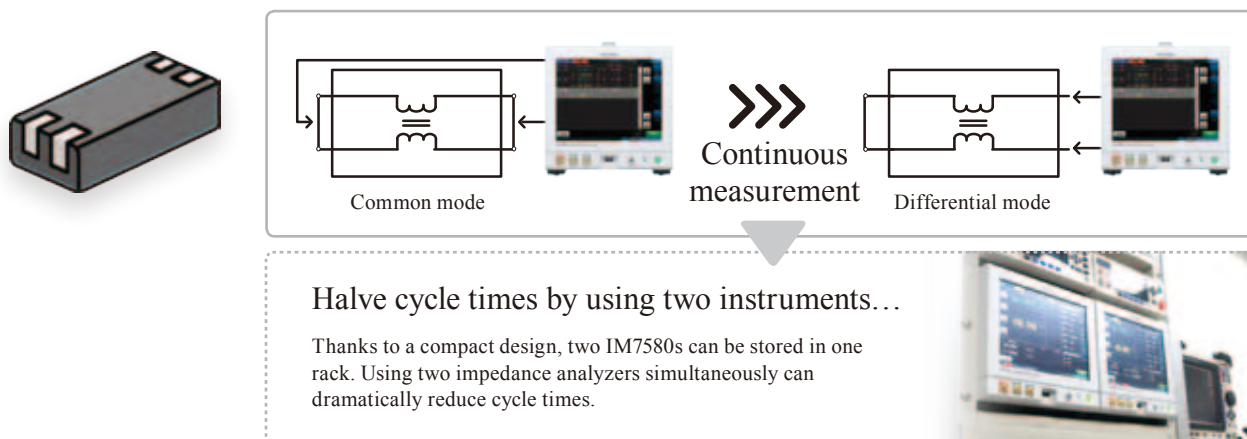 Continuous
measurement
Common mode
Differential mode
Halve cycle times by using two instruments…
Thanks to a compact design, two IM7580s can be stored in one
rack. Using two impedance analyzers simultaneously can
dramatically reduce cycle times.